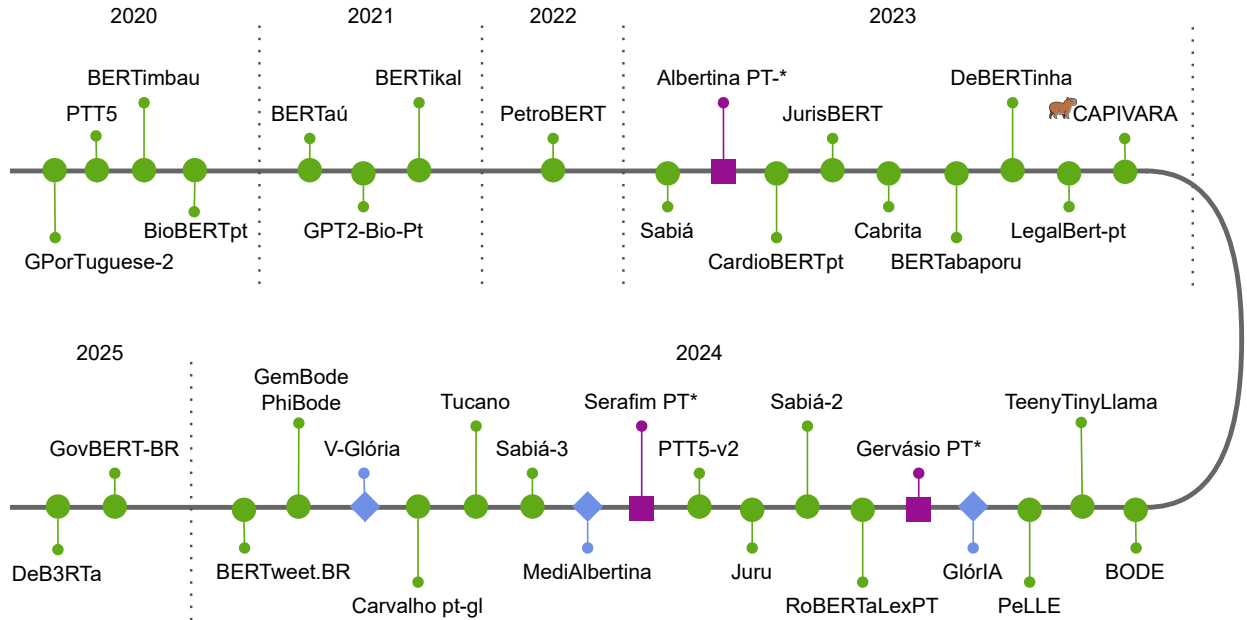 2020
2021
2022
2023
BERTimbau
BERTikal
Albertina PT-*
DeBERTinha
PTT5
BERTaú
PetroBERT
JurisBERT
CAPIVARA
BioBERTpt
GPT2-Bio-Pt
Sabiá
Cabrita
LegalBert-pt
GPorTuguese-2
CardioBERTpt
BERTabaporu
2025
2024
GemBode
PhiBode
Tucano
Serafim PT*
Sabiá-2
TeenyTinyLlama
GovBERT-BR
V-Glória
Sabiá-3
PTT5-v2
Gervásio PT*
DeB3RTa
BERTweet.BR
MediAlbertina
Juru
GlórIA
BODE
Carvalho pt-gl
RoBERTaLexPT
PeLLE